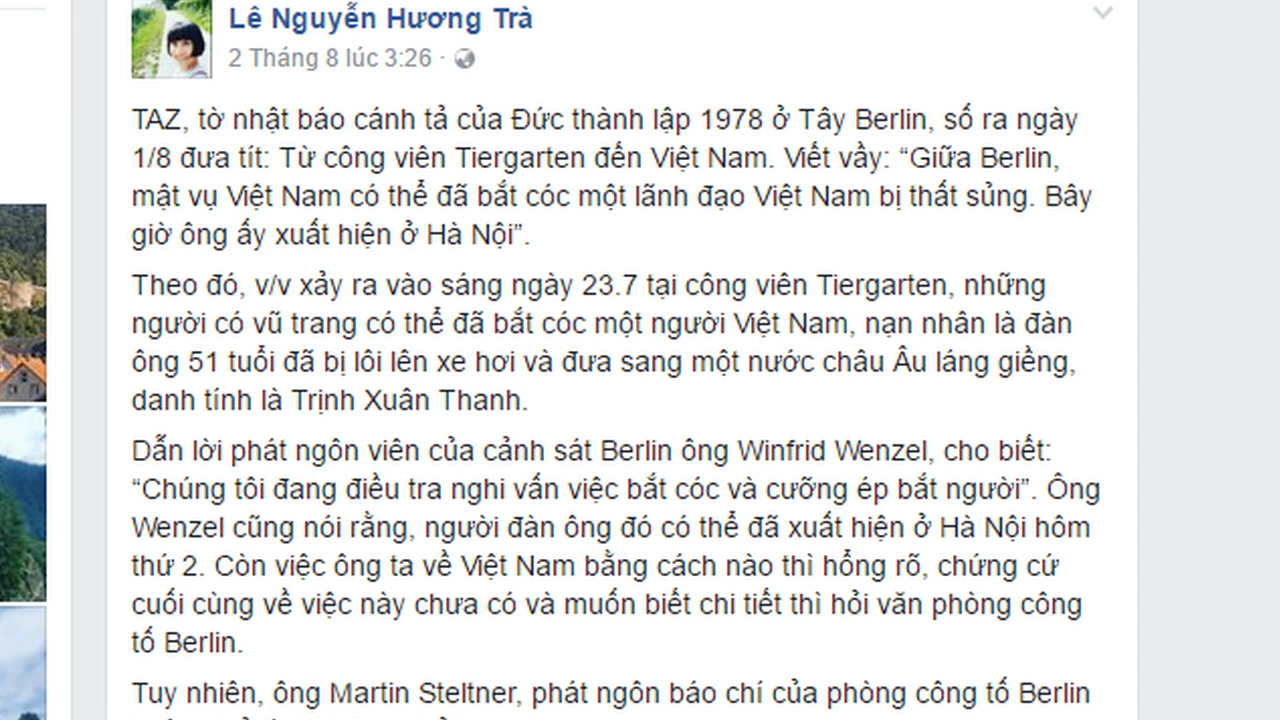 Lê Nguyễn Hương Trà
2 Tháng 8 lúc 3:26 ·
TAZ, tờ nhật báo cánh tả của Đức thành lập 1978 ở Tây Berlin, số ra ngày
1/8 đưa tít: Từ công viên Tiergarten đến Việt Nam. Viết vầy: “Giữa Berlin,
mật vụ Việt Nam có thể đã bắt cóc một lãnh đạo Việt Nam bị thất sủng. Bây
giờ ông ấy xuất hiện ở Hà Nội”.
Theo đó, v/v xảy ra vào sáng ngày 23.7 tại công viên Tiergarten, những
người có vũ trang có thể đã bắt cóc một người Việt Nam, nạn nhân là đàn
ông 51 tuổi đã bị lôi lên xe hơi và đưa sang một nước châu Âu láng giềng,
danh tính là Trịnh Xuân Thanh.
Dẫn lời phát ngôn viên của cảnh sát Berlin ông Winfrid Wenzel, cho biết:
“Chúng tôi đang điều tra nghi vấn việc bắt cóc và cưỡng ép bắt người”. Ông
Wenzel cũng nói rằng, người đàn ông đó có thể đã xuất hiện ở Hà Nội hôm
thứ 2. Còn việc ông ta về Việt Nam bằng cách nào thì hổng rõ, chứng cứ
cuối cùng về việc này chưa có và muốn biết chi tiết thì hỏi văn phòng công
tố Berlin.
Tuy nhiên, ông Martin Steltner, phát ngôn báo chí của phòng công tố Berlin